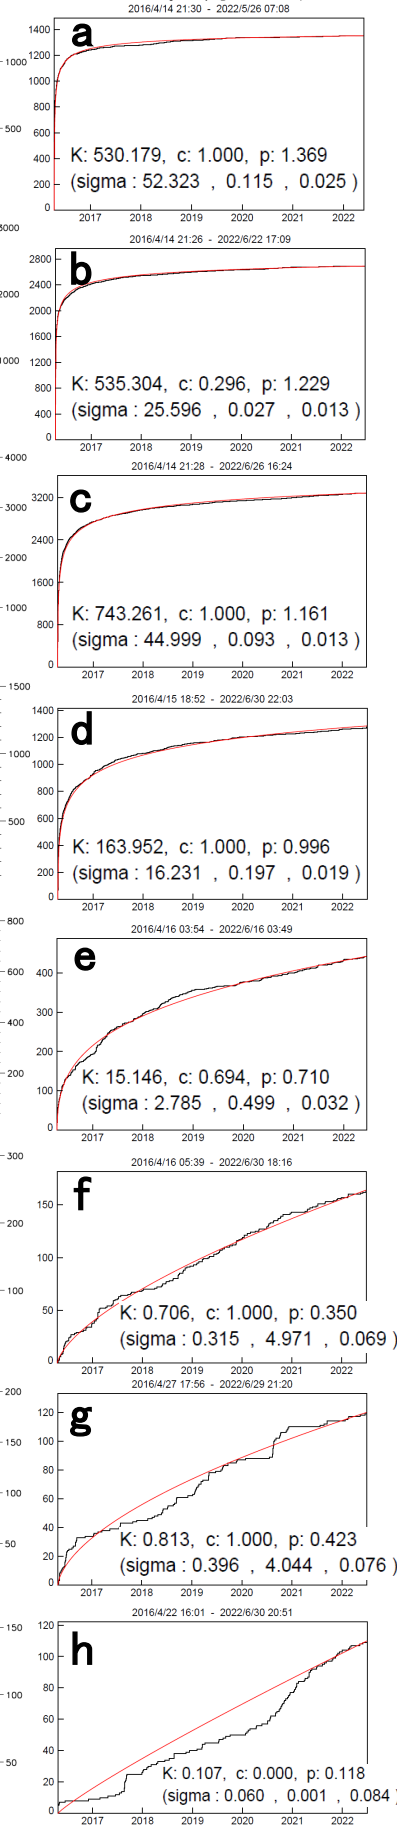 2016/4/14 21:30 - 2022/5/26 07:08
a
1400
1200
1000
800
600
400
200
0
1000
500
K: 530.179, c: 1.000, p: 1.369
(sigma : 52.323 , 0.115 , 0.025 )
2017 2018 2019 2020 2021 2022
2016/4/14 21:26 - 2022/6/22 17:09
b
2800
2400
2000
1600
1200
800
400
0
3000
2000
1000
K: 535.304, c: 0.296, p: 1.229
(sigma : 25.596 , 0.027 , 0.013 )
2017 2018 2019 2020 2021 2022
2016/4/14 21:28 - 2022/6/26 16:24
c
3200
2400
1600
800
0
4000
3000
2000
1000
K: 743.261, c: 1.000, p: 1.161
(sigma : 44.999 , 0.093 , 0.013 )
2017 2018 2019 2020 2021 2022
2016/4/15 18:52 - 2022/6/30 22:03
d
1400
1200
1000
800
600
400
200
0
1500
1000
500
K: 163.952, c: 1.000, p: 0.996
(sigma : 16.231 , 0.197 , 0.019 )
2017 2018 2019 2020 2021 2022
2016/4/16 03:54 - 2022/6/16 03:49
e
400
300
200
100
0
800
600
400
200
K: 15.146, c: 0.694, p: 0.710
(sigma : 2.785 , 0.499 , 0.032 )
2017 2018 2019 2020 2021 2022
2016/4/16 05:39 - 2022/6/30 18:16
f
150
100
50
0
300
200
100
K: 0.706, c: 1.000, p: 0.350
(sigma : 0.315 , 4.971 , 0.069 )
2017 2018 2019 2020 2021 2022
2016/4/27 17:56 - 2022/6/29 21:20
g
120
100
80
60
40
20
0
200
150
100
50
K: 0.813, c: 1.000, p: 0.423
(sigma : 0.396 , 4.044 , 0.076 )
2017 2018 2019 2020 2021 2022
2016/4/22 16:01 - 2022/6/30 20:51
h
120
100
80
60
40
20
0
150
100
50
K: 0.107, c: 0.000, p: 0.118
(sigma : 0.060 , 0.001 , 0.084 )
2017 2018 2019 2020 2021 2022